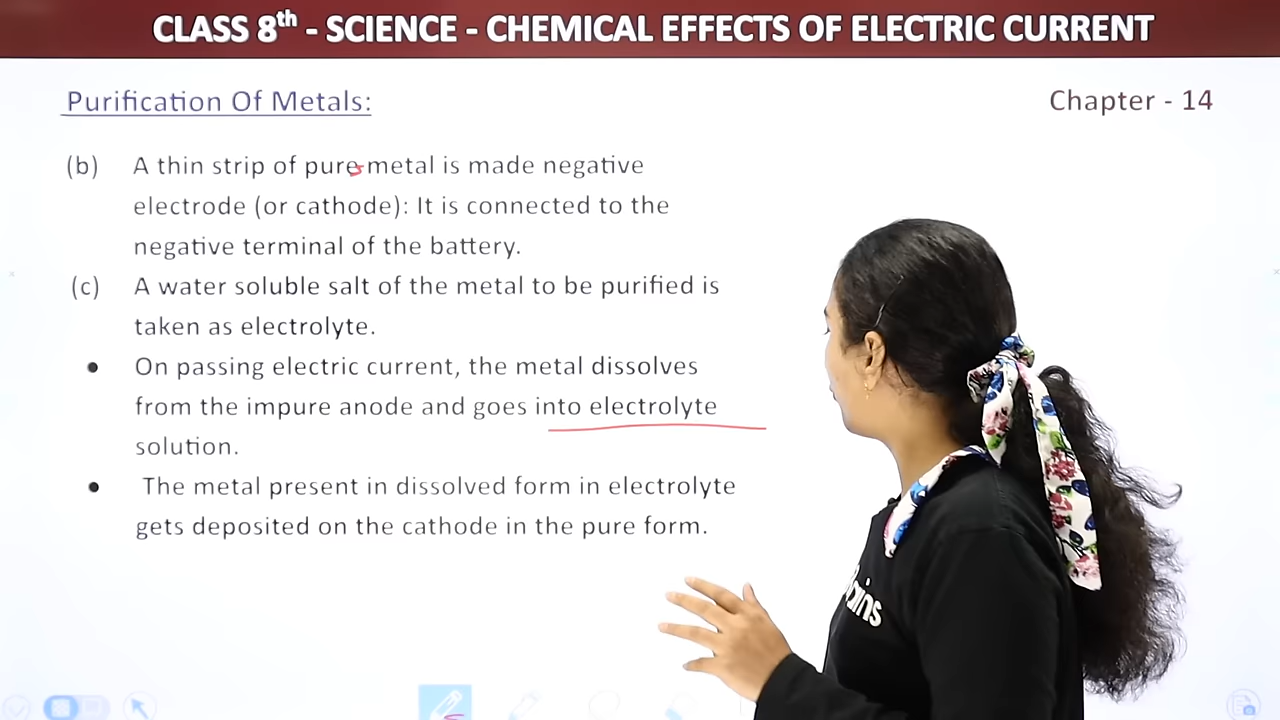 CLASS 8th - SCIENCE - CHEMICAL EFFECTS OF ELECTRIC CURRENT
Purification Of Metals:
Chapter - 14
(b) A thin strip of pure metal is made negative
electrode (or cathode): It is connected to the
negative terminal of the battery.
(c) A water soluble salt of the metal to be purified is
taken as electrolyte.
● On passing electric current, the metal dissolves
from the impure anode and goes into electrolyte
solution.
● The metal present in dissolved form in electrolyte
gets deposited on the cathode in the pure form.